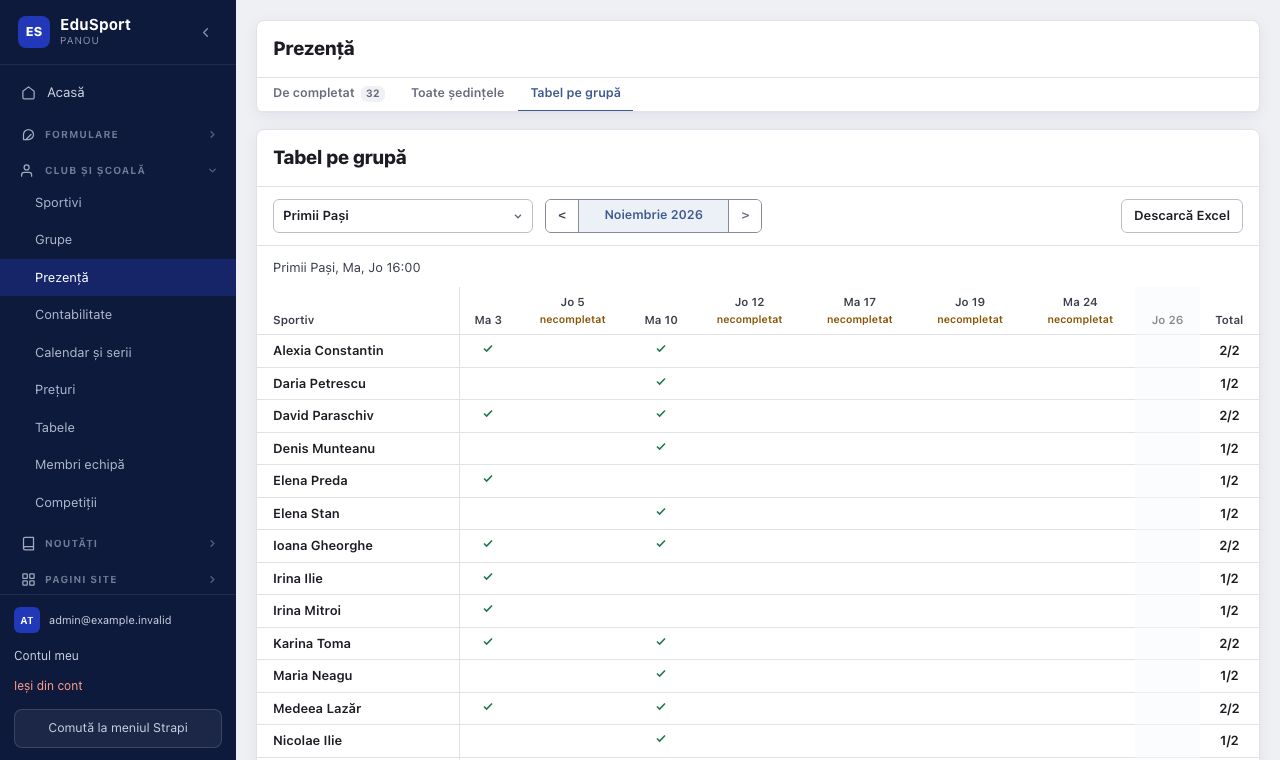 ES
EduSport
PANOU
Acasă
FORMULARE
CLUB ȘI ȘCOALĂ
Sportivi
Grupe
Prezență
Contabilitate
Calendar și serii
Prețuri
Tabele
Membri echipă
Competiții
NOUTĂȚI
PAGINI SITE
AT admin@example.invalid
Contul meu
Ieși din cont
Comută la meniul Strapi
Prezență
De completat 32 Toate ședințele Tabel pe grupă
Tabel pe grupă
Primii Pași < Noiembrie 2026 > Descarcă Excel
Primii Pași, Ma, Jo 16:00
Jo 5 Jo 12 Ma 17 Jo 19 Ma 24
Sportiv Ma 3 necompletat Ma 10 necompletat necompletat necompletat necompletat Jo 26 Total
Alexia Constantin ✓ ✓ 2/2
Daria Petrescu ✓ 1/2
David Paraschiv ✓ ✓ 2/2
Denis Munteanu ✓ 1/2
Elena Preda ✓ 1/2
Elena Stan ✓ 1/2
Ioana Gheorghe ✓ ✓ 2/2
Irina Ilie ✓ 1/2
Irina Mitroi ✓ 1/2
Karina Toma ✓ ✓ 2/2
Maria Neagu ✓ 1/2
Medeea Lazăr ✓ ✓ 2/2
Nicolae Ilie ✓ 1/2